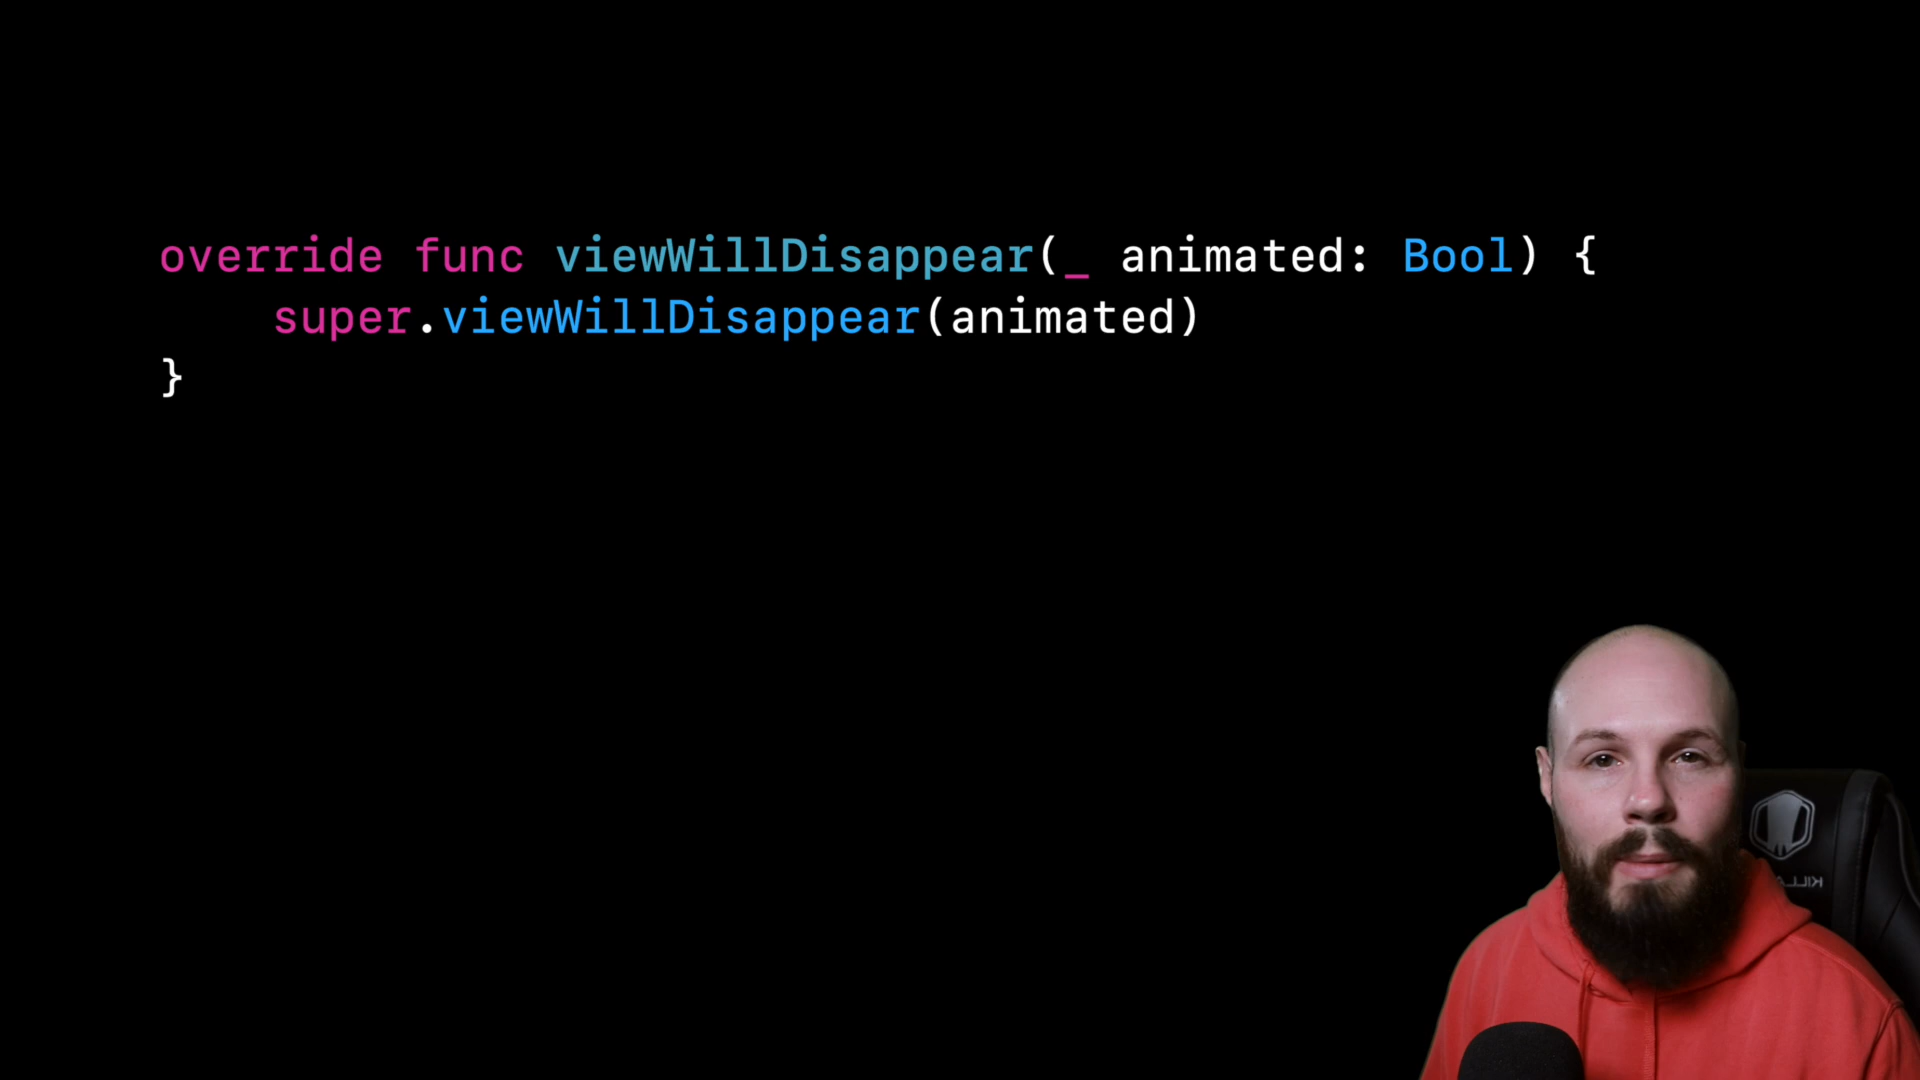 override func viewWillDisappear(_ animated: Bool) {
    super.viewWillDisappear(animated)
}